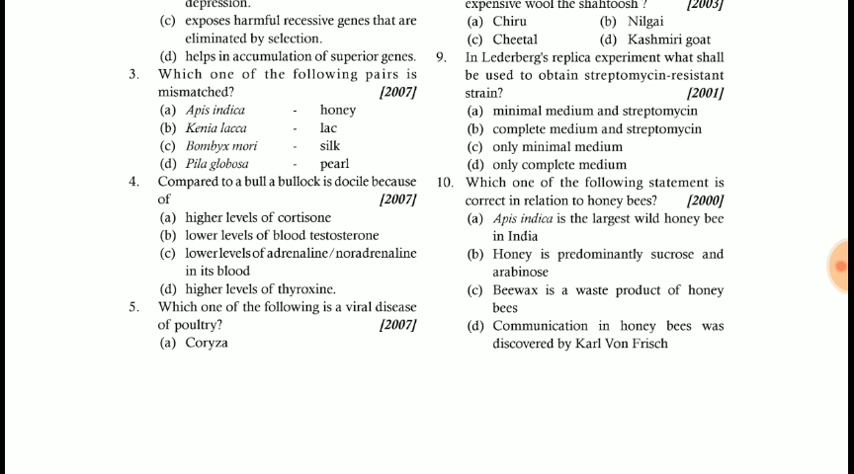 depression.
(c) exposes harmful recessive genes that are
eliminated by selection.
(d) helps in accumulation of superior genes.
3. Which one of the following pairs is
mismatched? [2007]
(a) Apis indica - honey
(b) Kenia lacca - lac
(c) Bombyx mori - silk
(d) Pila globosa - pearl
4. Compared to a bull a bullock is docile because
of [2007]
(a) higher levels of cortisone
(b) lower levels of blood testosterone
(c) lower levels of adrenaline/noradrenaline
in its blood
(d) higher levels of thyroxine.
5. Which one of the following is a viral disease
of poultry? [2007]
(a) Coryza
expensive wool the shahtoosh ? [2003]
(a) Chiru (b) Nilgai
(c) Cheetal (d) Kashmiri goat
9. In Lederberg's replica experiment what shall
be used to obtain streptomycin-resistant
strain? [2001]
(a) minimal medium and streptomycin
(b) complete medium and streptomycin
(c) only minimal medium
(d) only complete medium
10. Which one of the following statement is
correct in relation to honey bees? [2000]
(a) Apis indica is the largest wild honey bee
in India
(b) Honey is predominantly sucrose and
arabinose
(c) Beewax is a waste product of honey
bees
(d) Communication in honey bees was
discovered by Karl Von Frisch